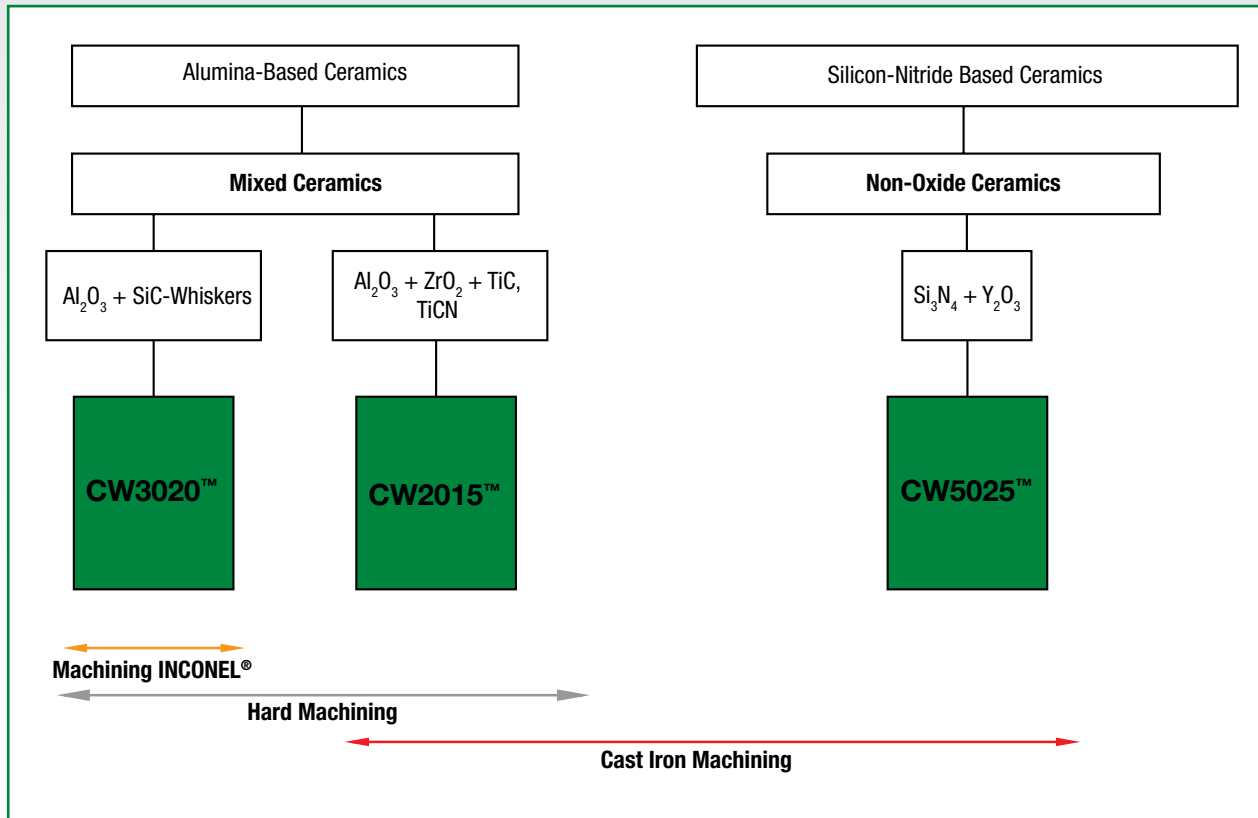 Alumina-Based Ceramics
Silicon-Nitride Based Ceramics
Mixed Ceramics
Non-Oxide Ceramics
Al₂O₃ + SiC-Whiskers
Al₂O₃ + ZrO₂ + TiC,
TiCN
Si₃N₄ + Y₂O₃
CW3020™
CW2015™
CW5025™
Machining INCONEL®
Hard Machining
Cast Iron Machining